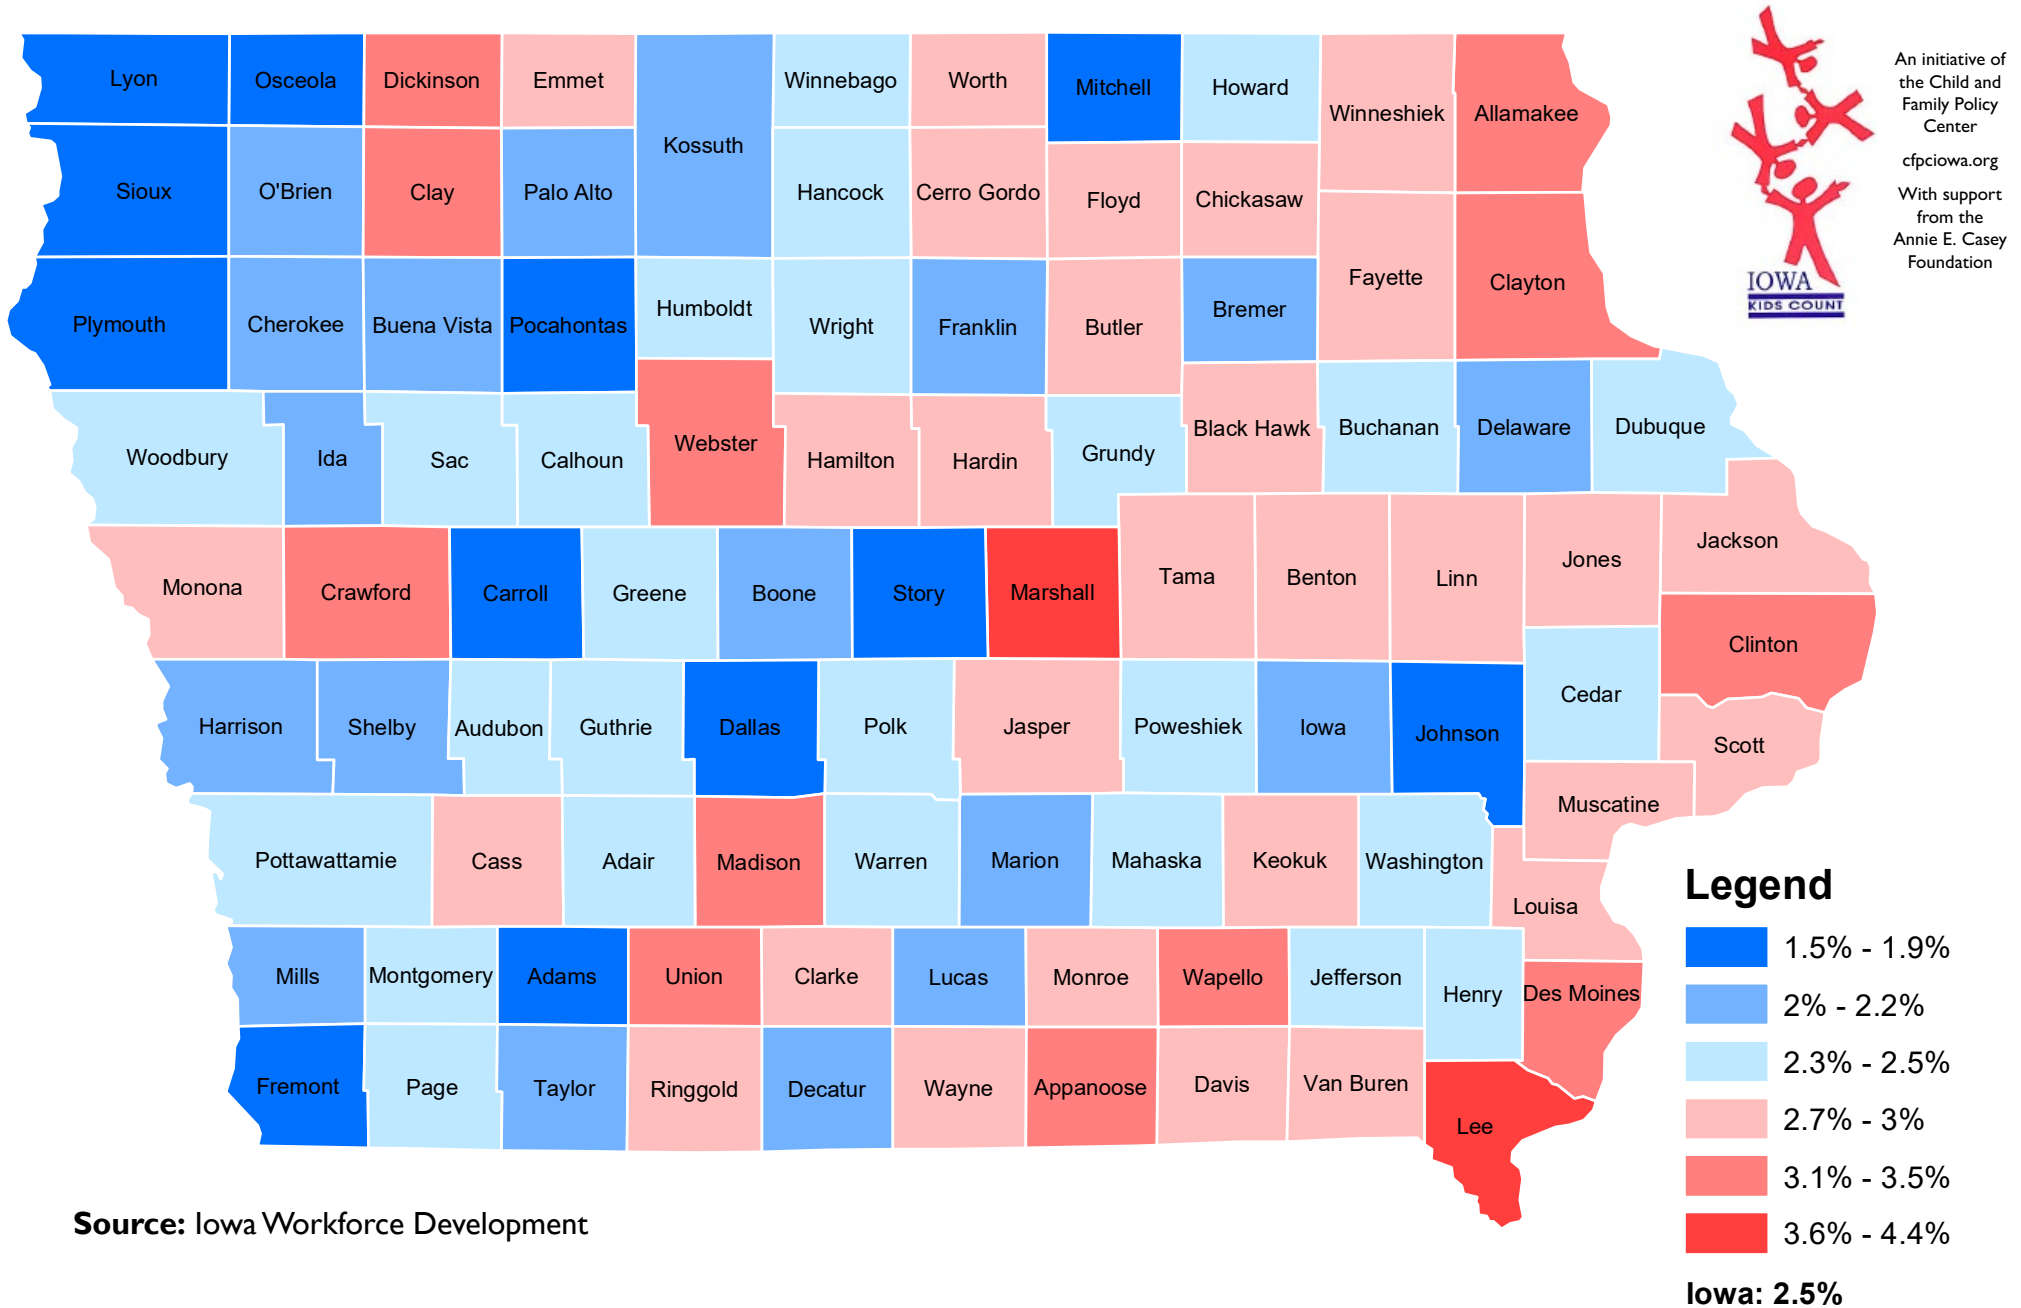 Lyon
Osceola
Dickinson
Emmet
Kossuth
Winnebago
Worth
Mitchell
Howard
Winneshiek
Allamakee
Sioux
O'Brien
Clay
Palo Alto
Hancock
Cerro Gordo
Floyd
Chickasaw
Fayette
Clayton
Plymouth
Cherokee
Buena Vista
Pocahontas
Humboldt
Wright
Franklin
Butler
Bremer
Woodbury
Ida
Sac
Calhoun
Webster
Hamilton
Hardin
Grundy
Black Hawk
Buchanan
Delaware
Dubuque
Monona
Crawford
Carroll
Greene
Boone
Story
Marshall
Tama
Benton
Linn
Jones
Jackson
Clinton
Harrison
Shelby
Audubon
Guthrie
Dallas
Polk
Jasper
Poweshiek
Iowa
Johnson
Cedar
Scott
Muscatine
Pottawattamie
Cass
Adair
Madison
Warren
Marion
Mahaska
Keokuk
Washington
Louisa
Mills
Montgomery
Adams
Union
Clarke
Lucas
Monroe
Wapello
Jefferson
Henry
Des Moines
Fremont
Page
Taylor
Ringgold
Decatur
Wayne
Appanoose
Davis
Van Buren
Lee
IOWA
KIDS COUNT
An initiative of
the Child and
Family Policy
Center
cfpciowa.org
With support
from the
Annie E. Casey
Foundation
Legend
1.5% - 1.9%
2% - 2.2%
2.3% - 2.5%
2.7% - 3%
3.1% - 3.5%
3.6% - 4.4%
Iowa: 2.5%
Source: Iowa Workforce Development